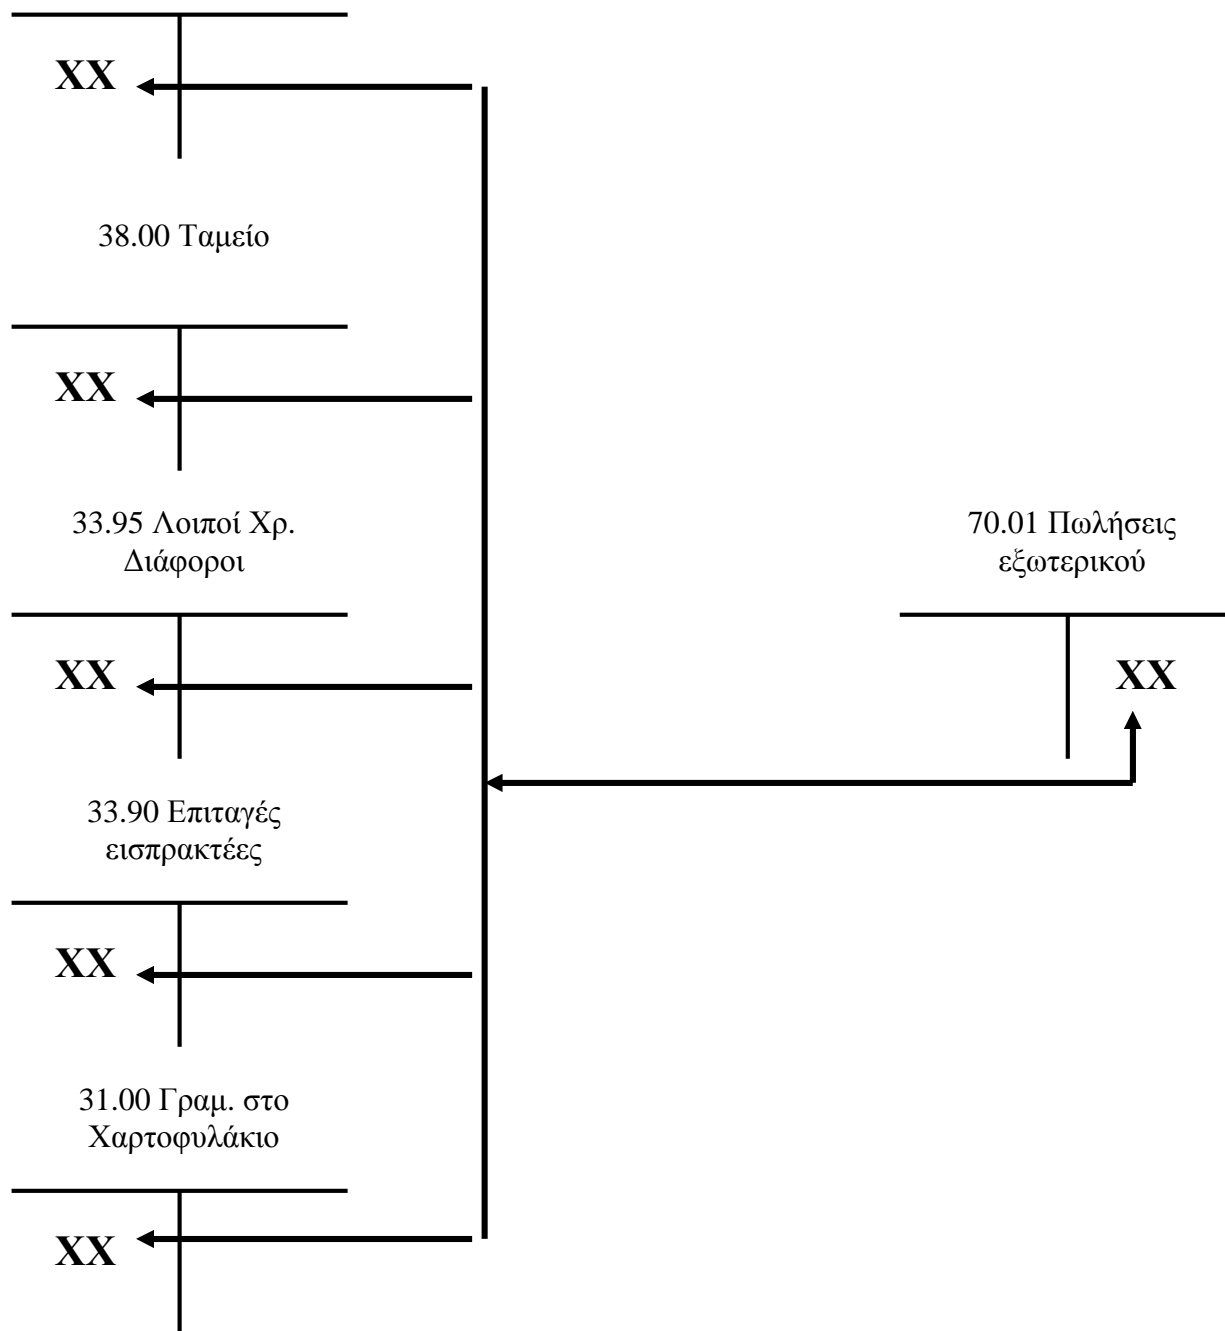 XX
38.00 Ταμείο
XX
33.95 Λοιποί Χρ.
Διάφοροι
70.01 Πωλήσεις
εξωτερικού
XX
XX
33.90 Επιταγές
εισπρακτέες
XX
31.00 Γραμ. στο
Χαρτοφυλάκιο
XX